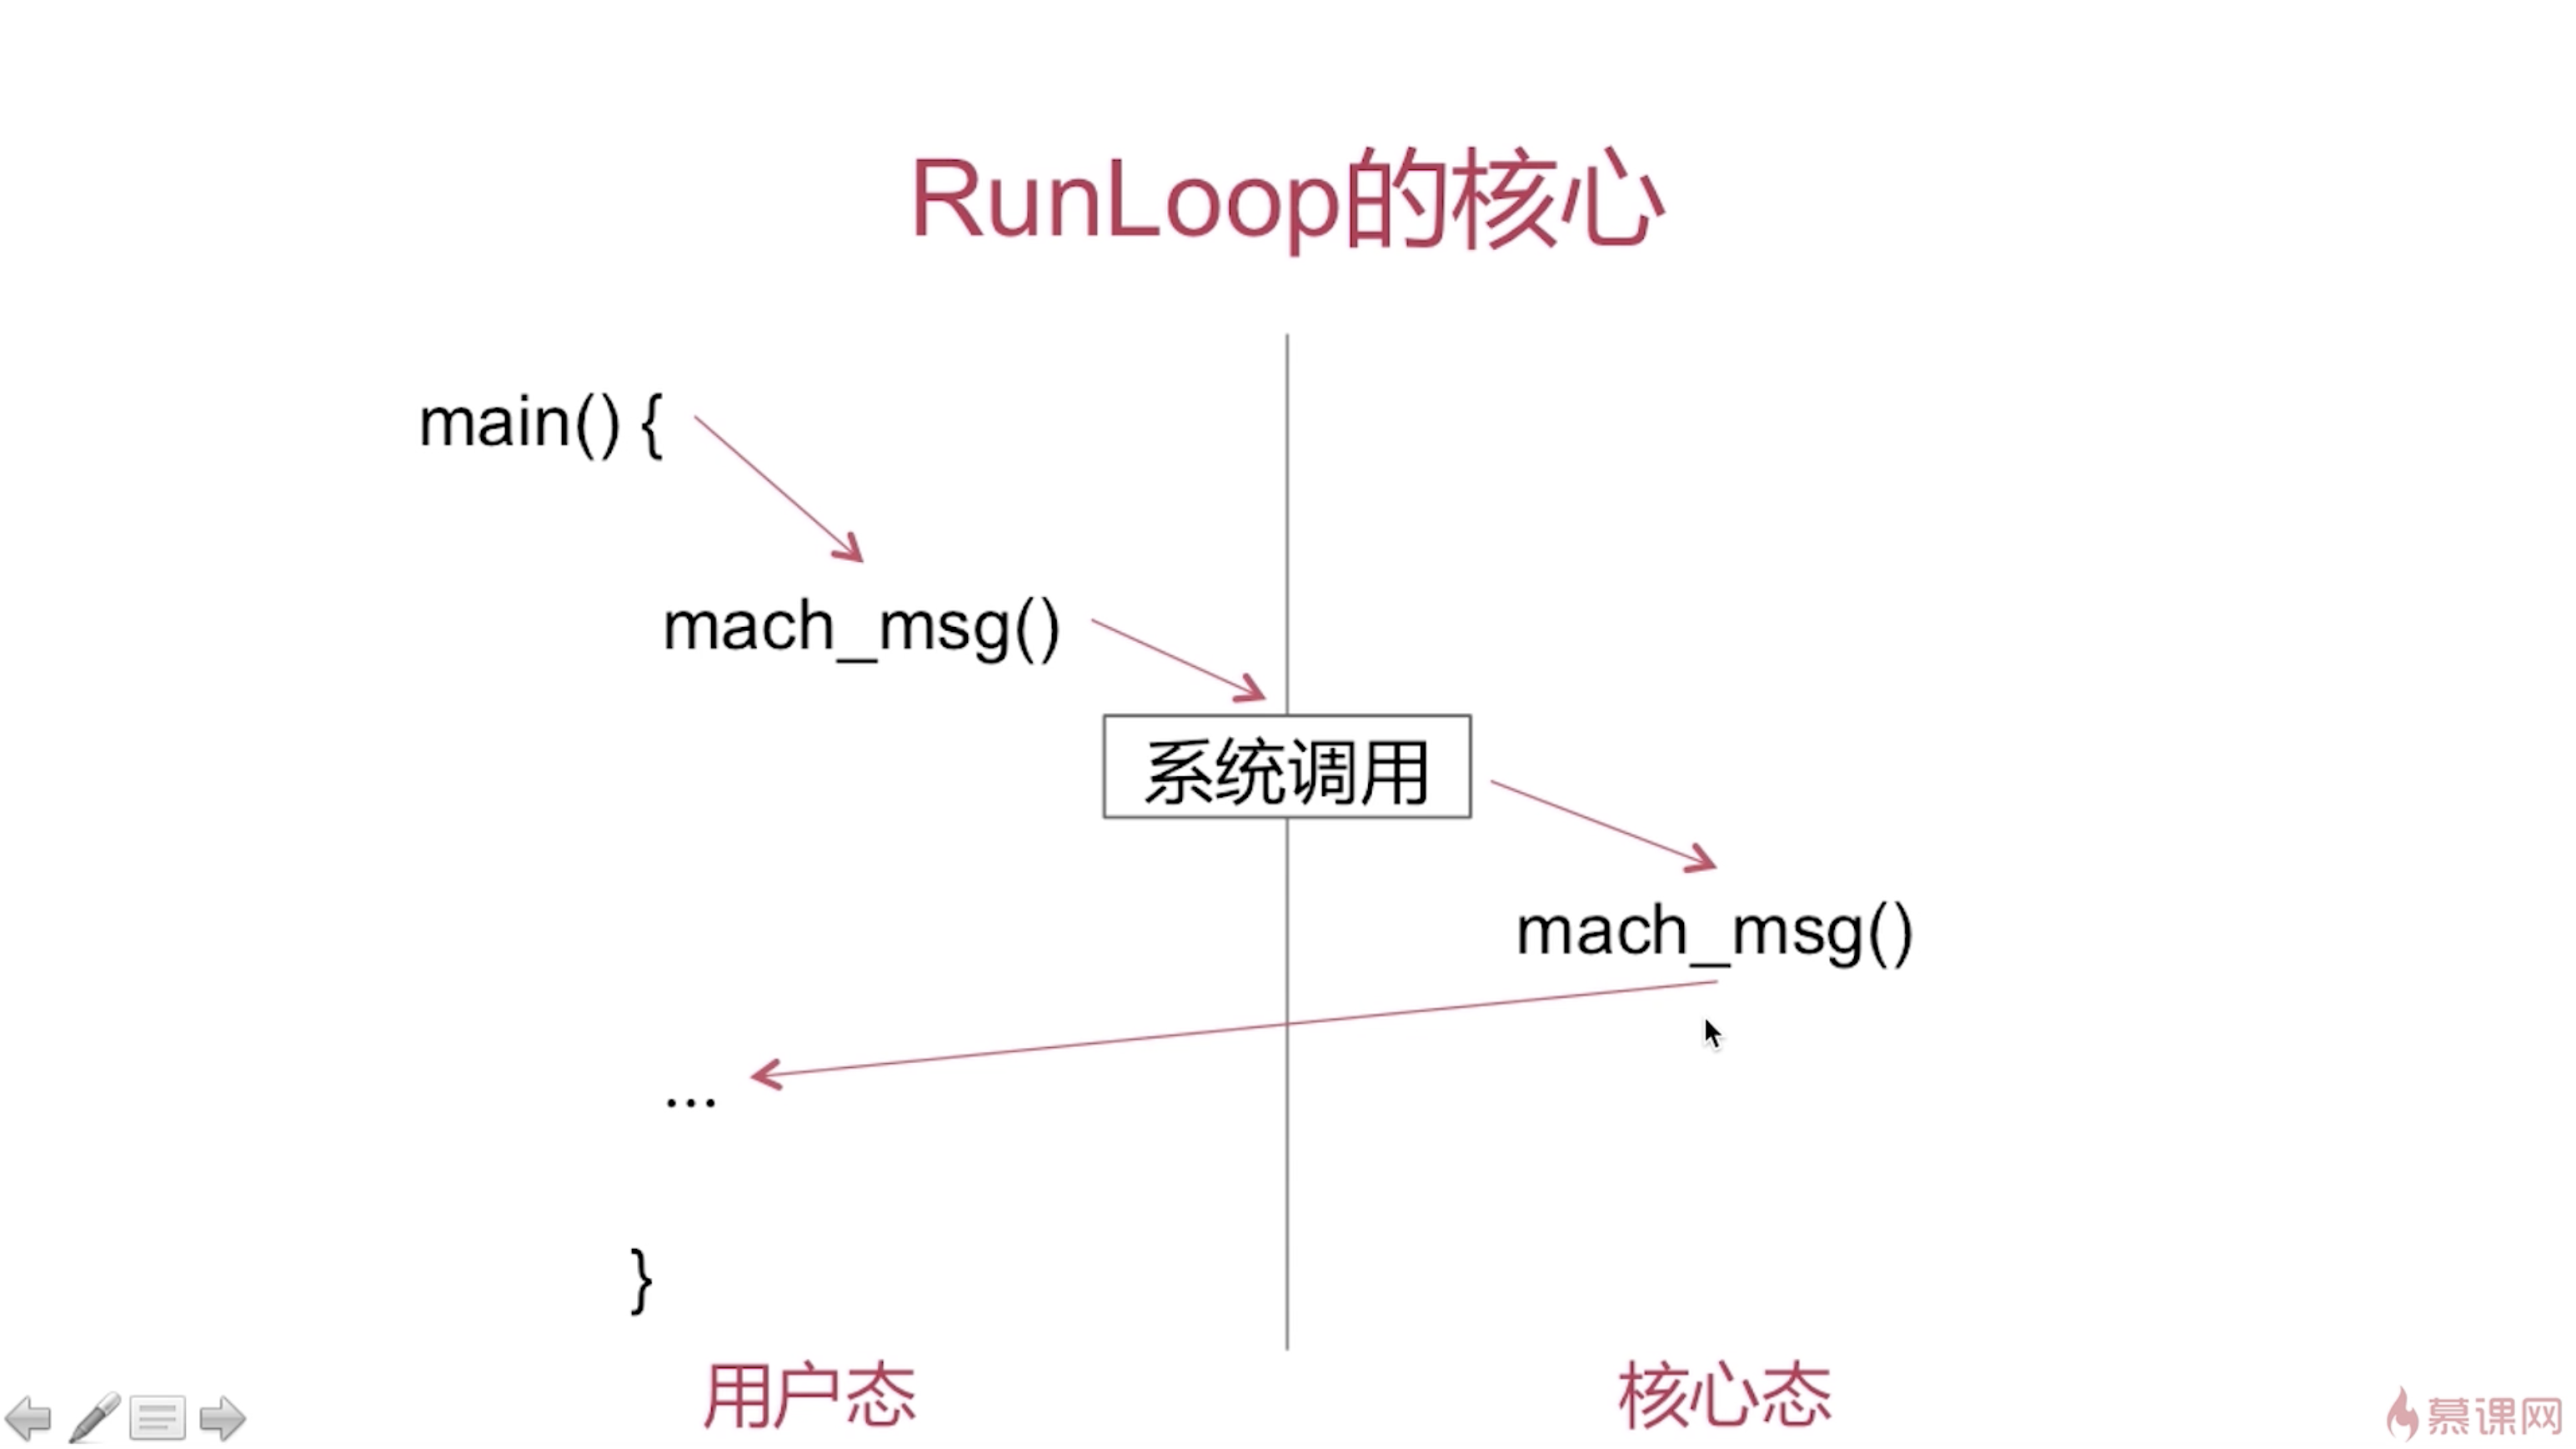 RunLoop的核心
main() {
mach_msg()
系统调用
mach_msg()
...
}
用户态
核心态
慕课网